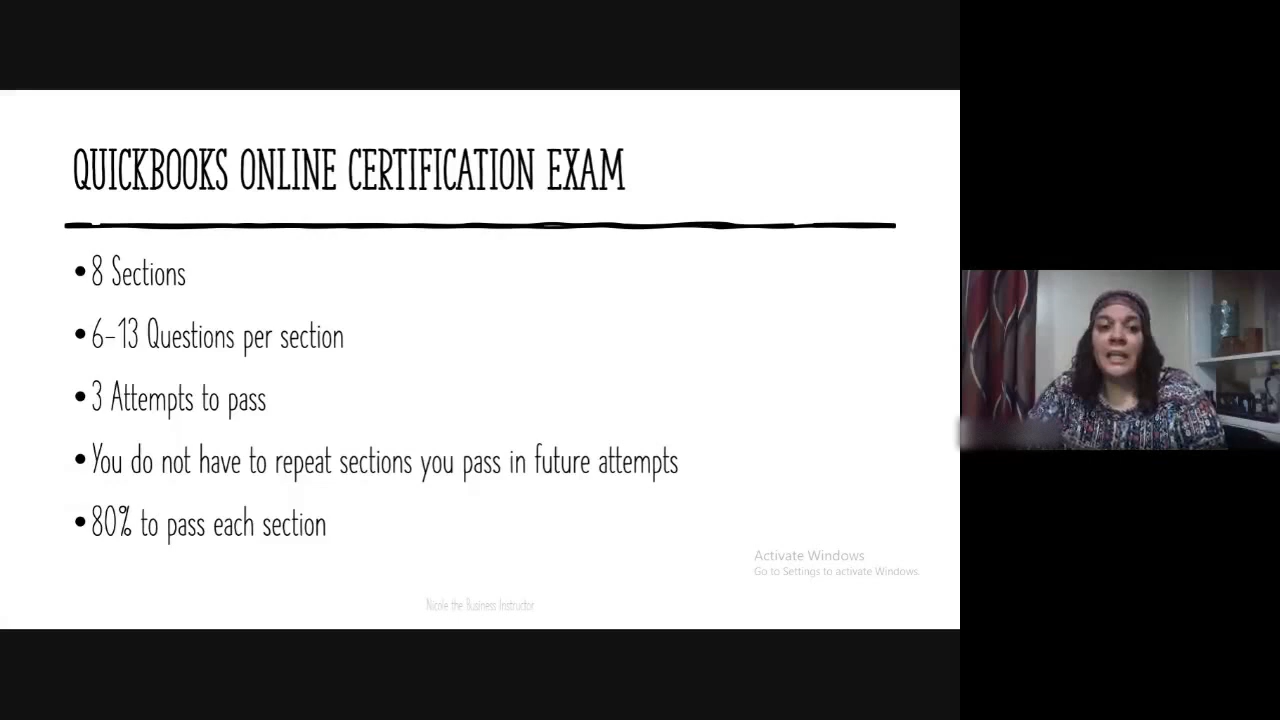 QUICKBOOKS ONLINE CERTIFICATION EXAM
•8 Sections
•6-13 Questions per section
•3 Attempts to pass
•You do not have to repeat sections you pass in future attempts
•80% to pass each section
Activate Windows
Go to Settings to activate Windows.
Nicole the Business Instructor